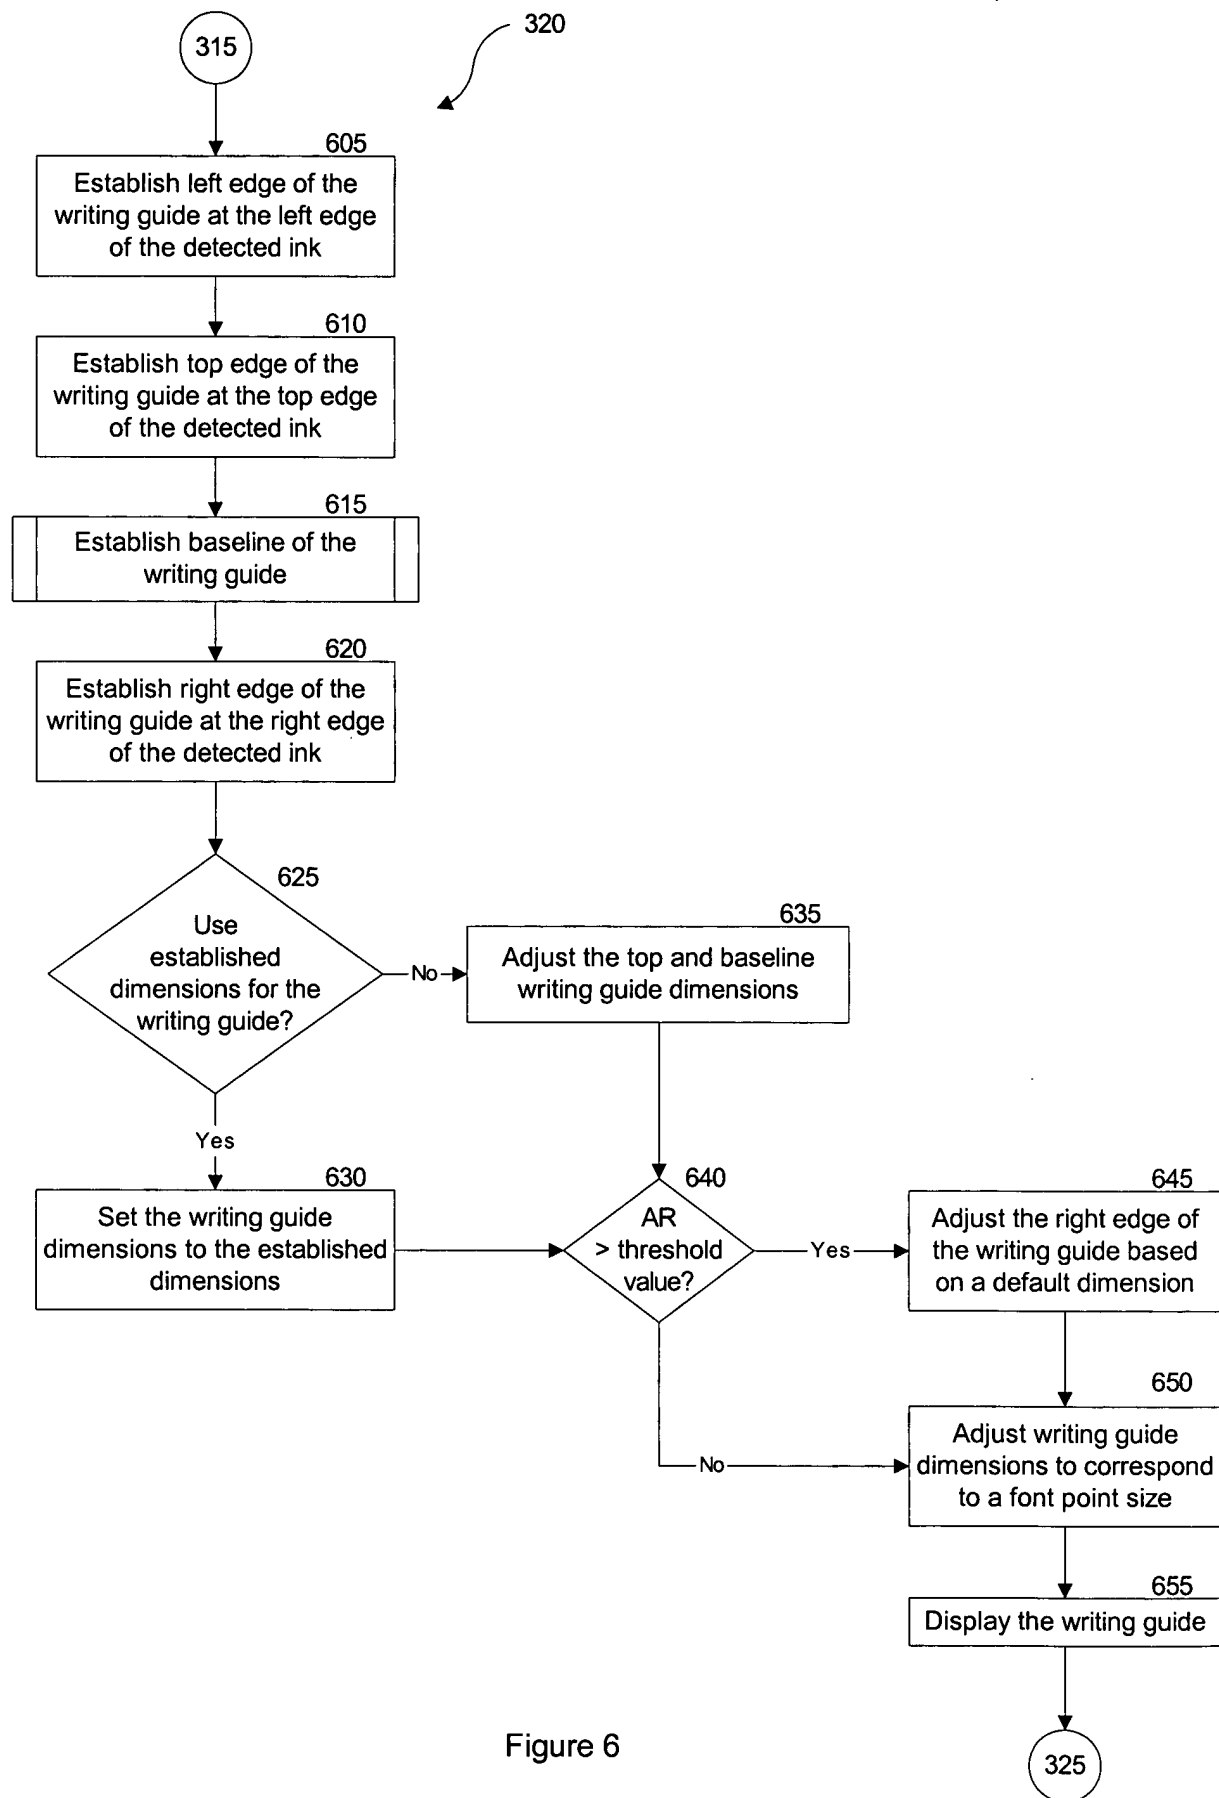 315
320
605
Establish left edge of the
writing guide at the left edge
of the detected ink
610
Establish top edge of the
writing guide at the top edge
of the detected ink
615
Establish baseline of the
writing guide
620
Establish right edge of the
writing guide at the right edge
of the detected ink
625
Use
established
dimensions for the
writing guide?
No
635
Adjust the top and baseline
writing guide dimensions
Yes
630
Set the writing guide
dimensions to the established
dimensions
640
AR
> threshold
value?
Yes
645
Adjust the right edge of
the writing guide based
on a default dimension
No
650
Adjust writing guide
dimensions to correspond
to a font point size
655
Display the writing guide
325
Figure 6